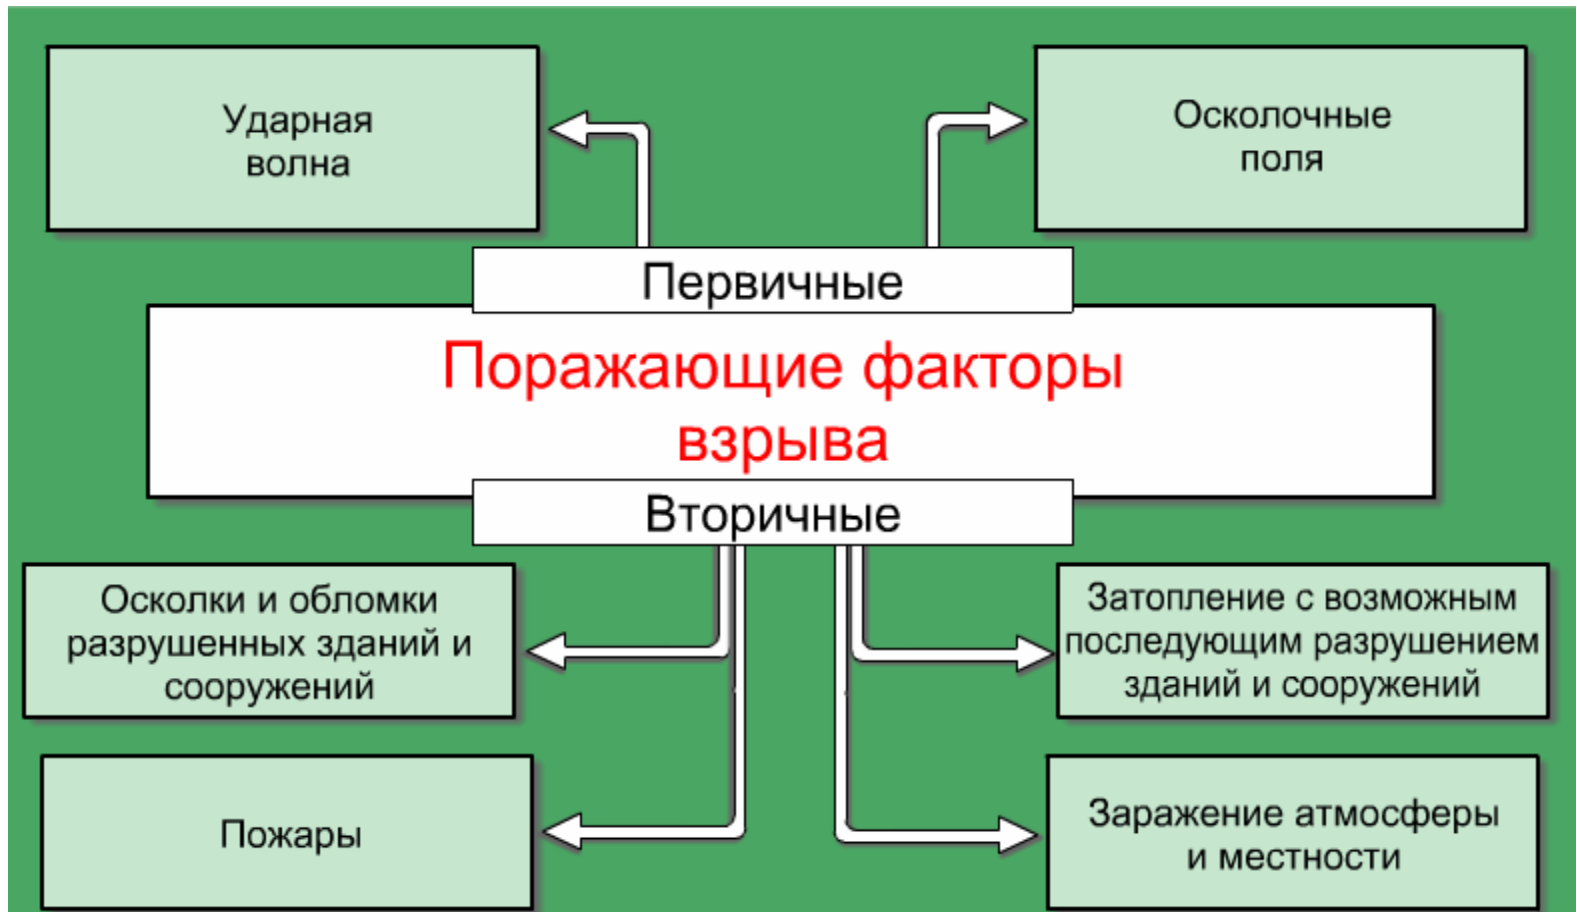 Ударная
волна
Осколочные
поля
Первичные
Поражающие факторы
взрыва
Вторичные
Осколки и обломки
разрушенных зданий и
сооружений
Затопление с возможным
последующим разрушением
зданий и сооружений
Пожары
Заражение атмосферы
и местности